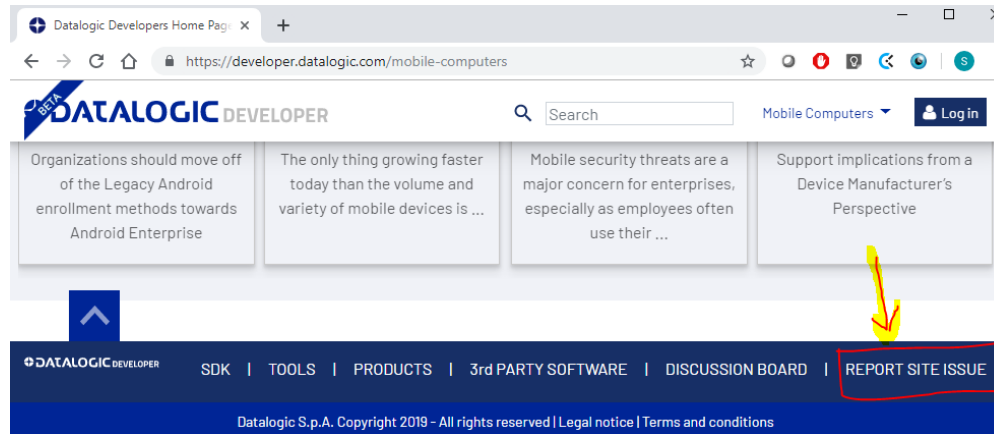 Datalogic Developers Home Page
https://developer.datalogic.com/mobile-computers
S
BETA
DATALOGIC DEVELOPER
Search
Mobile Computers
Log in
Organizations should move off
of the Legacy Android
enrollment methods towards
Android Enterprise
The only thing growing faster
today than the volume and
variety of mobile devices is ...
Mobile security threats are a
major concern for enterprises,
especially as employees often
use their ...
Support implications from a
Device Manufacturer's
Perspective
DATALOGIC DEVELOPER
SDK | TOOLS | PRODUCTS | 3rd PARTY SOFTWARE | DISCUSSION BOARD | REPORT SITE ISSUE
Datalogic S.p.A. Copyright 2019 - All rights reserved | Legal notice | Terms and conditions